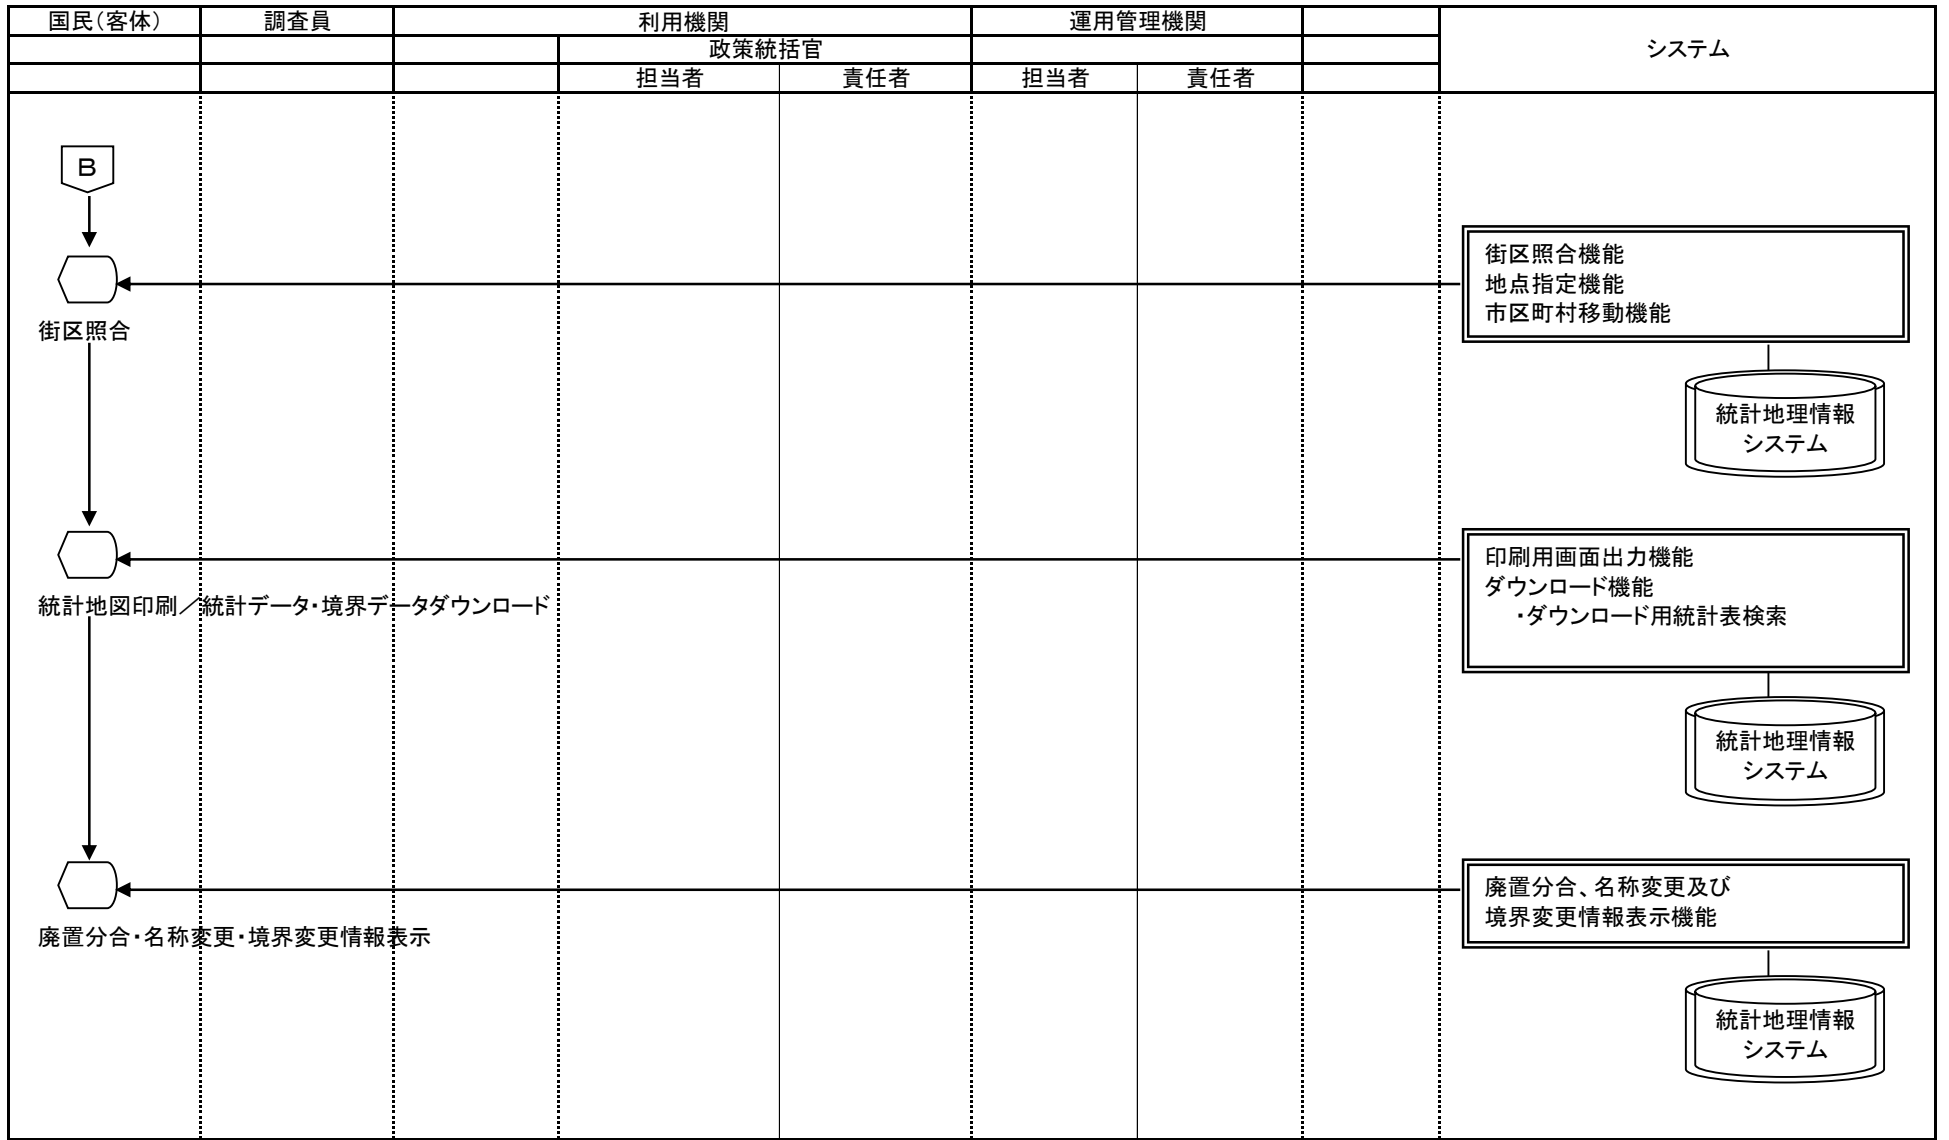 国民(客体)
調査員
利用機関
運用管理機関
システム
政策統括官
担当者
責任者
担当者
責任者
B
街区照合機能
地点指定機能
市区町村移動機能
街区照合
統計地理情報
システム
印刷用画面出力機能
ダウンロード機能
・ダウンロード用統計表検索
統計地図印刷/統計データ・境界データダウンロード
統計地理情報
システム
廃置分合、名称変更及び
境界変更情報表示機能
廃置分合・名称変更・境界変更情報表示
統計地理情報
システム